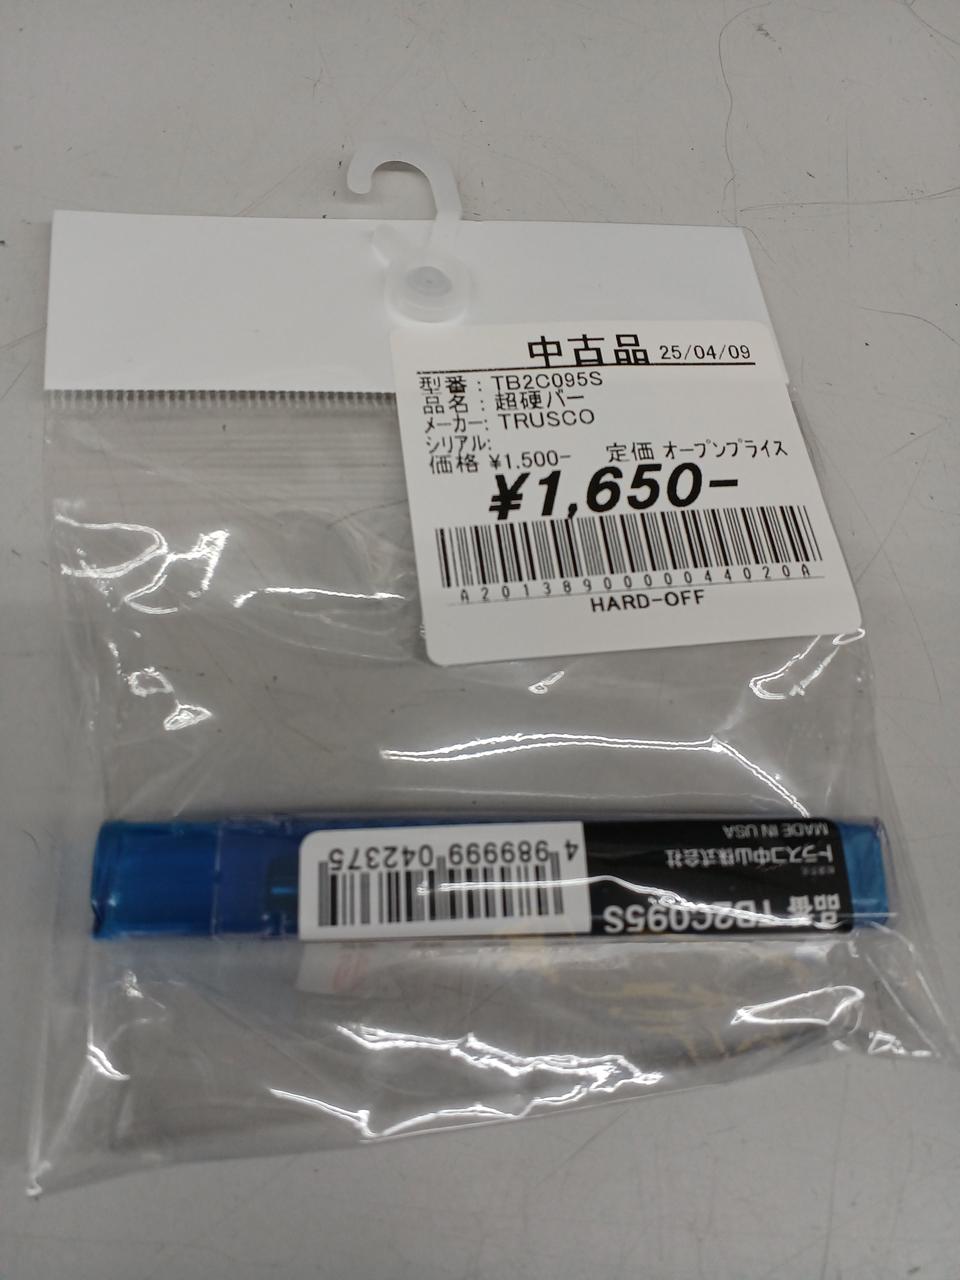 中古品 25/04/09
型番: TB2C095S
品名: 超硬バー
メーカー: TRUSCO
シリアル:
価格 ¥1,500- 定価 オープンプライス
¥1,650-
A201389000044020A
HARD-OFF
品番 TB2C095S
トラスコ中山株式会社
MADE IN USA
4 989999 042375